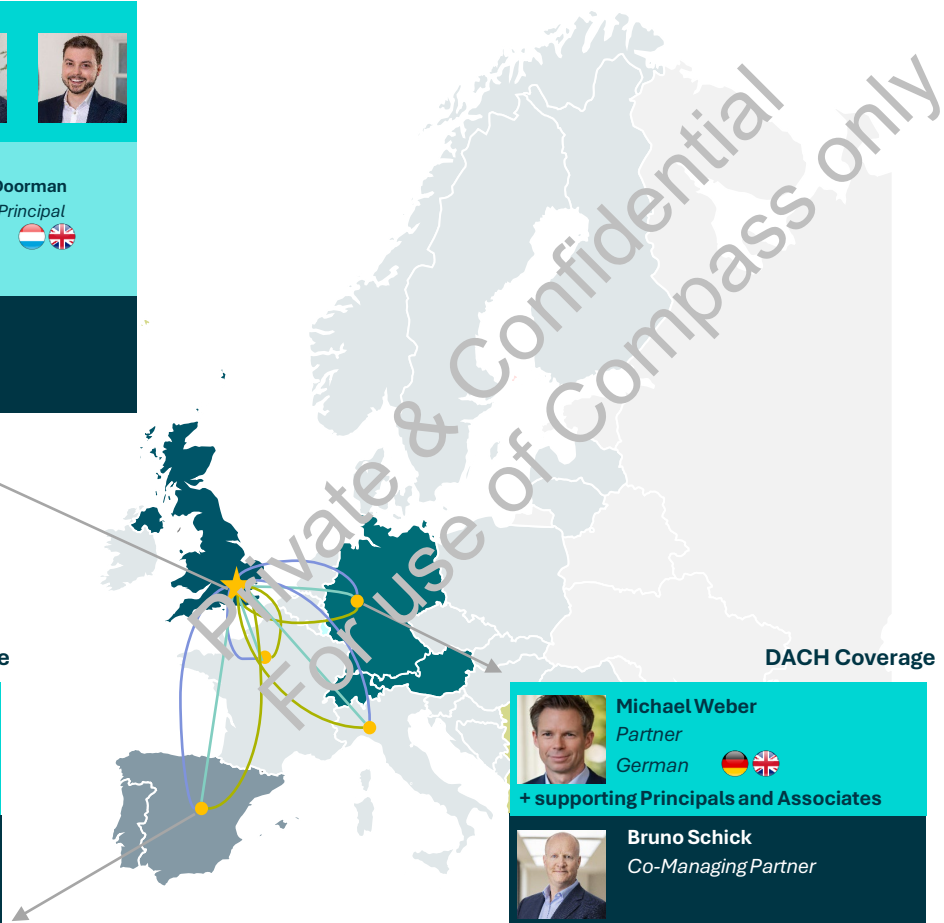 Doorman
Principal
Private & Confidential
For use of Compass only
e
DACH Coverage
Michael Weber
Partner
German
+ supporting Principals and Associates
Bruno Schick
Co-Managing Partner